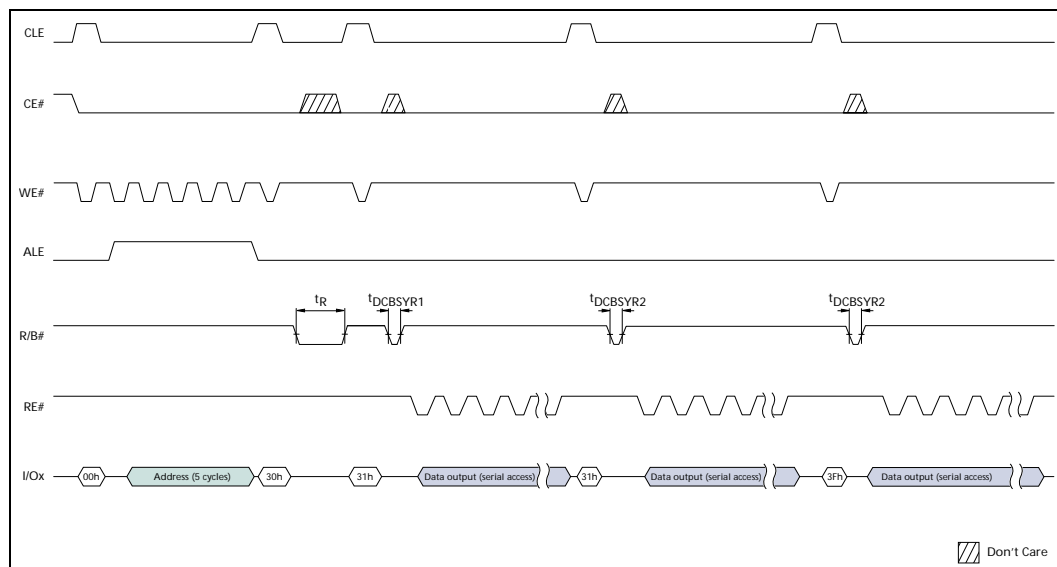 CLE
CE#
WE#
ALE
tR tDCBSYR1 tDCBSYR2 tDCBSYR2
R/B#
RE#
I/Ox 00h Address (5 cycles) 30h 31h Data output (serial access) 31h Data output (serial access) 3Fh Data output (serial access)
Don't Care